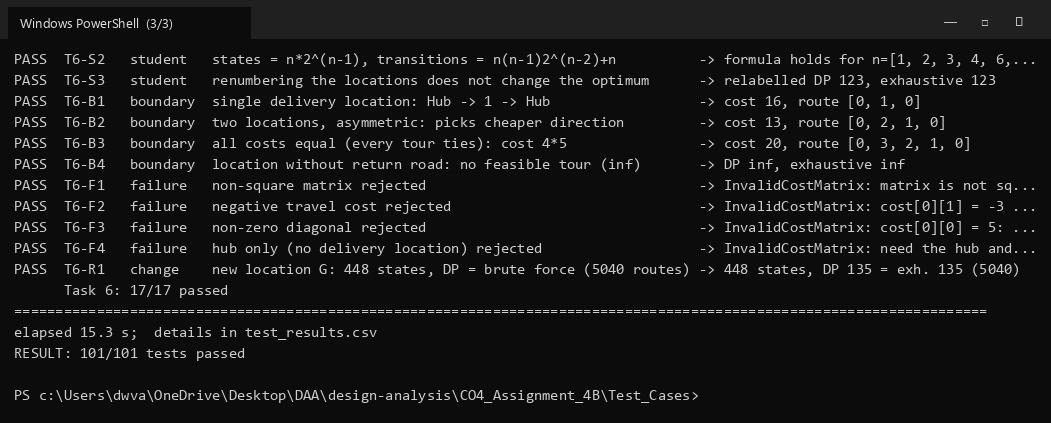 Windows PowerShell (3/3)
PASS  T6-S2   student   states = n*2^(n-1), transitions = n(n-1)2^(n-2)+n          -> formula holds for n=[1, 2, 3, 4, 6,...
PASS  T6-S3   student   renumbering the locations does not change the optimum      -> relabelled DP 123, exhaustive 123
PASS  T6-B1   boundary  single delivery location: Hub -> 1 -> Hub                  -> cost 16, route [0, 1, 0]
PASS  T6-B2   boundary  two locations, asymmetric: picks cheaper direction         -> cost 13, route [0, 2, 1, 0]
PASS  T6-B3   boundary  all costs equal (every tour ties): cost 4*5                -> cost 20, route [0, 3, 2, 1, 0]
PASS  T6-B4   boundary  location without return road: no feasible tour (inf)       -> DP inf, exhaustive inf
PASS  T6-F1   failure   non-square matrix rejected                                 -> InvalidCostMatrix: matrix is not sq...
PASS  T6-F2   failure   negative travel cost rejected                              -> InvalidCostMatrix: cost[0][1] = -3 ...
PASS  T6-F3   failure   non-zero diagonal rejected                                 -> InvalidCostMatrix: cost[0][0] = 5: ...
PASS  T6-F4   failure   hub only (no delivery location) rejected                   -> InvalidCostMatrix: need the hub and...
PASS  T6-R1   change    new location G: 448 states, DP = brute force (5040 routes) -> 448 states, DP 135 = exh. 135 (5040)
      Task 6: 17/17 passed
====================================================================================================================
elapsed 15.3 s;  details in test_results.csv
RESULT: 101/101 tests passed
PS c:\Users\dwva\OneDrive\Desktop\DAA\design-analysis\CO4_Assignment_4B\Test_Cases>